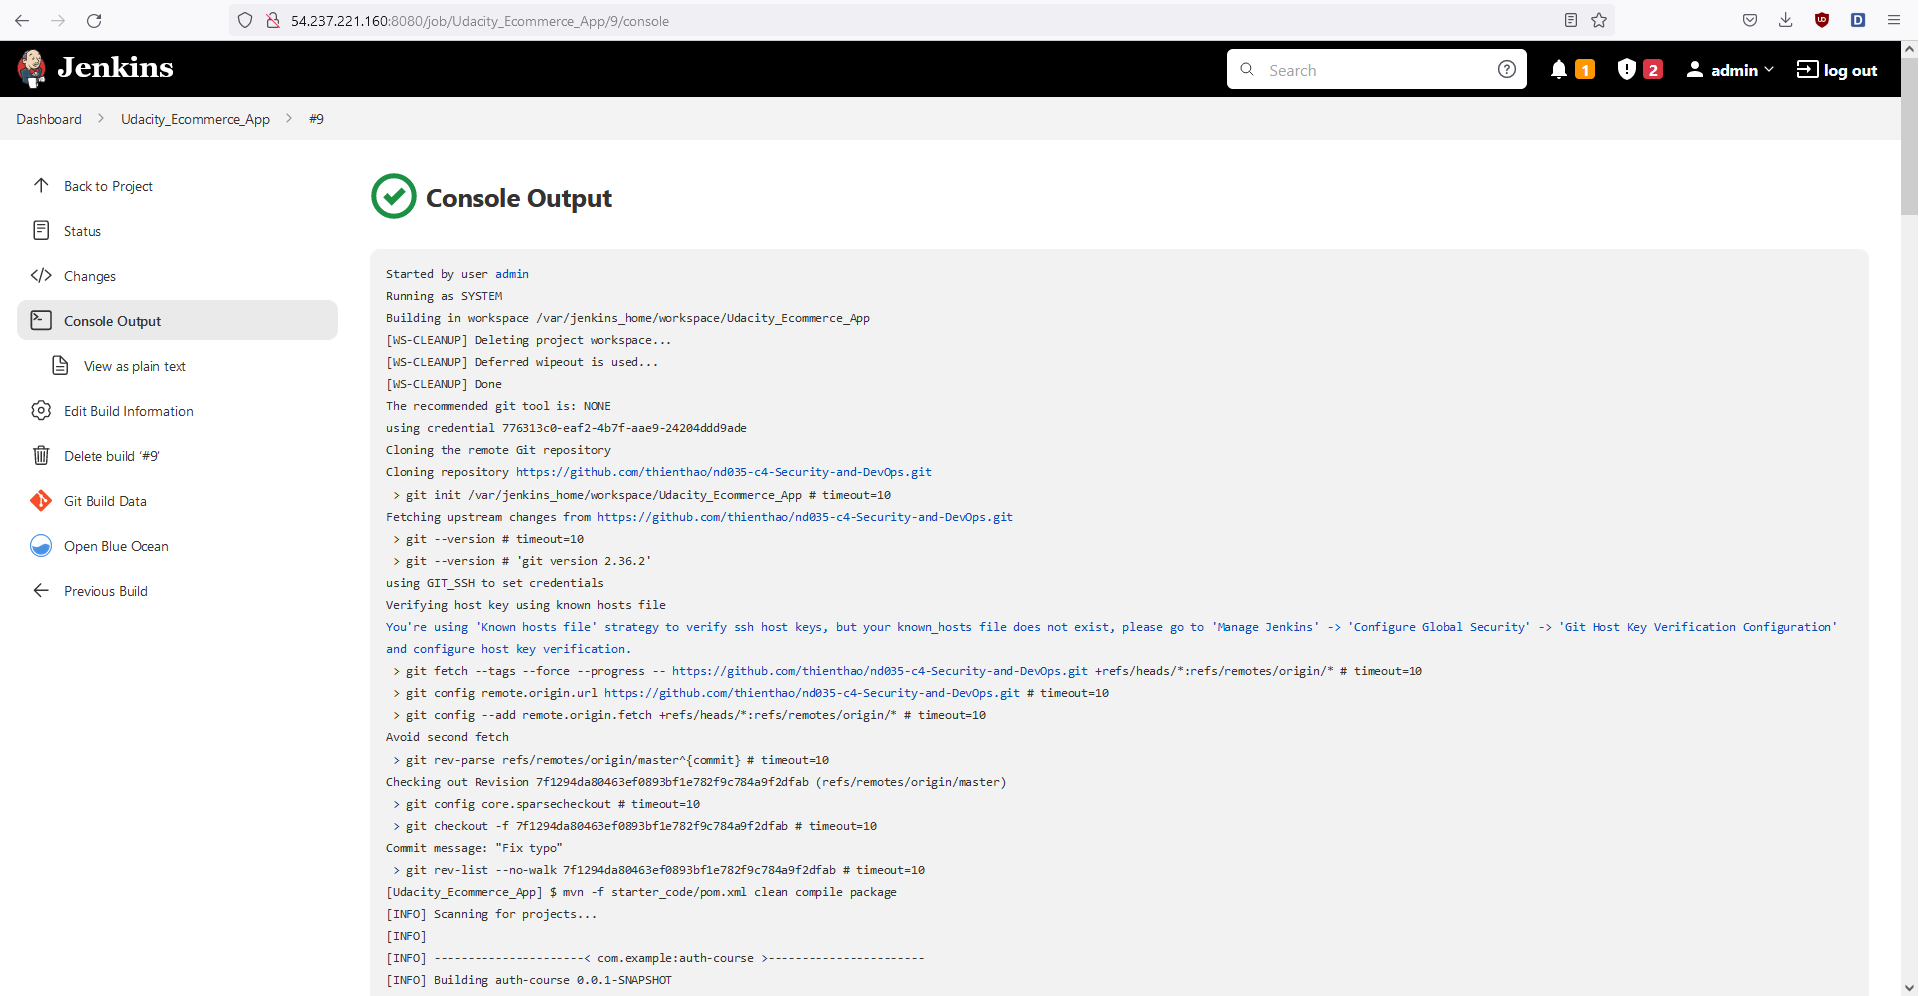 54.237.221.160:8080/job/Udacity_Ecommerce_App/9/console
Jenkins
Search
1
2
admin
log out
Dashboard
Udacity_Ecommerce_App
#9
Back to Project
Status
Changes
Console Output
View as plain text
Edit Build Information
Delete build ‘#9’
Git Build Data
Open Blue Ocean
Previous Build
Console Output
Started by user admin
Running as SYSTEM
Building in workspace /var/jenkins_home/workspace/Udacity_Ecommerce_App
[WS-CLEANUP] Deleting project workspace...
[WS-CLEANUP] Deferred wipeout is used...
[WS-CLEANUP] Done
The recommended git tool is: NONE
using credential 776313c0-eaf2-4b7f-aae9-24204ddd9ade
Cloning the remote Git repository
Cloning repository https://github.com/thienthao/nd035-c4-Security-and-DevOps.git
> git init /var/jenkins_home/workspace/Udacity_Ecommerce_App # timeout=10
Fetching upstream changes from https://github.com/thienthao/nd035-c4-Security-and-DevOps.git
> git --version # timeout=10
> git --version # 'git version 2.36.2'
using GIT_SSH to set credentials
Verifying host key using known hosts file
You're using 'Known hosts file' strategy to verify ssh host keys, but your known_hosts file does not exist, please go to 'Manage Jenkins' -> 'Configure Global Security' -> 'Git Host Key Verification Configuration'
and configure host key verification.
> git fetch --tags --force --progress -- https://github.com/thienthao/nd035-c4-Security-and-DevOps.git +refs/heads/*:refs/remotes/origin/* # timeout=10
> git config remote.origin.url https://github.com/thienthao/nd035-c4-Security-and-DevOps.git # timeout=10
> git config --add remote.origin.fetch +refs/heads/*:refs/remotes/origin/* # timeout=10
Avoid second fetch
> git rev-parse refs/remotes/origin/master^{commit} # timeout=10
Checking out Revision 7f1294da80463ef0893bf1e782f9c784a9f2dfab (refs/remotes/origin/master)
> git config core.sparsecheckout # timeout=10
> git checkout -f 7f1294da80463ef0893bf1e782f9c784a9f2dfab # timeout=10
Commit message: "Fix typo"
> git rev-list --no-walk 7f1294da80463ef0893bf1e782f9c784a9f2dfab # timeout=10
[Udacity_Ecommerce_App] $ mvn -f starter_code/pom.xml clean compile package
[INFO] Scanning for projects...
[INFO]
[INFO] ----------------------< com.example:auth-course >-----------------------
[INFO] Building auth-course 0.0.1-SNAPSHOT